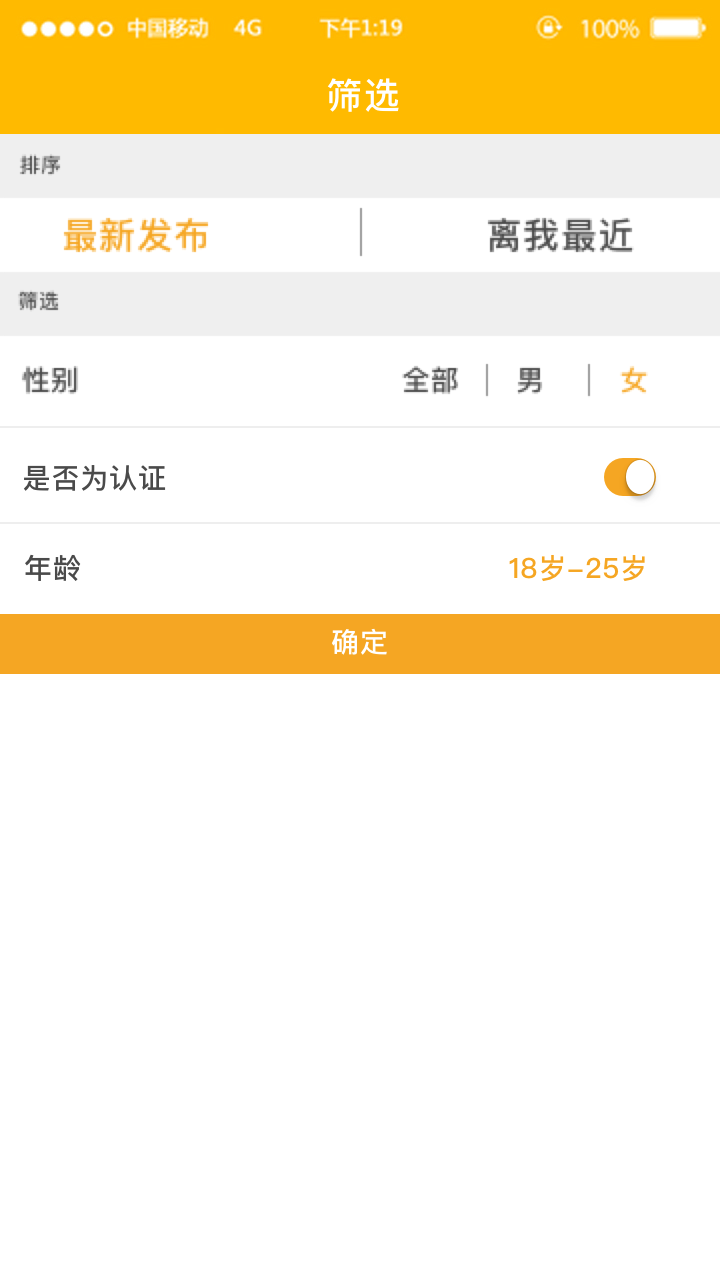 中国移动 4G 下午1:19 100%
筛选
排序
最新发布 离我最近
筛选
性别 全部 男 女
是否为认证
年龄 18岁–25岁
确定